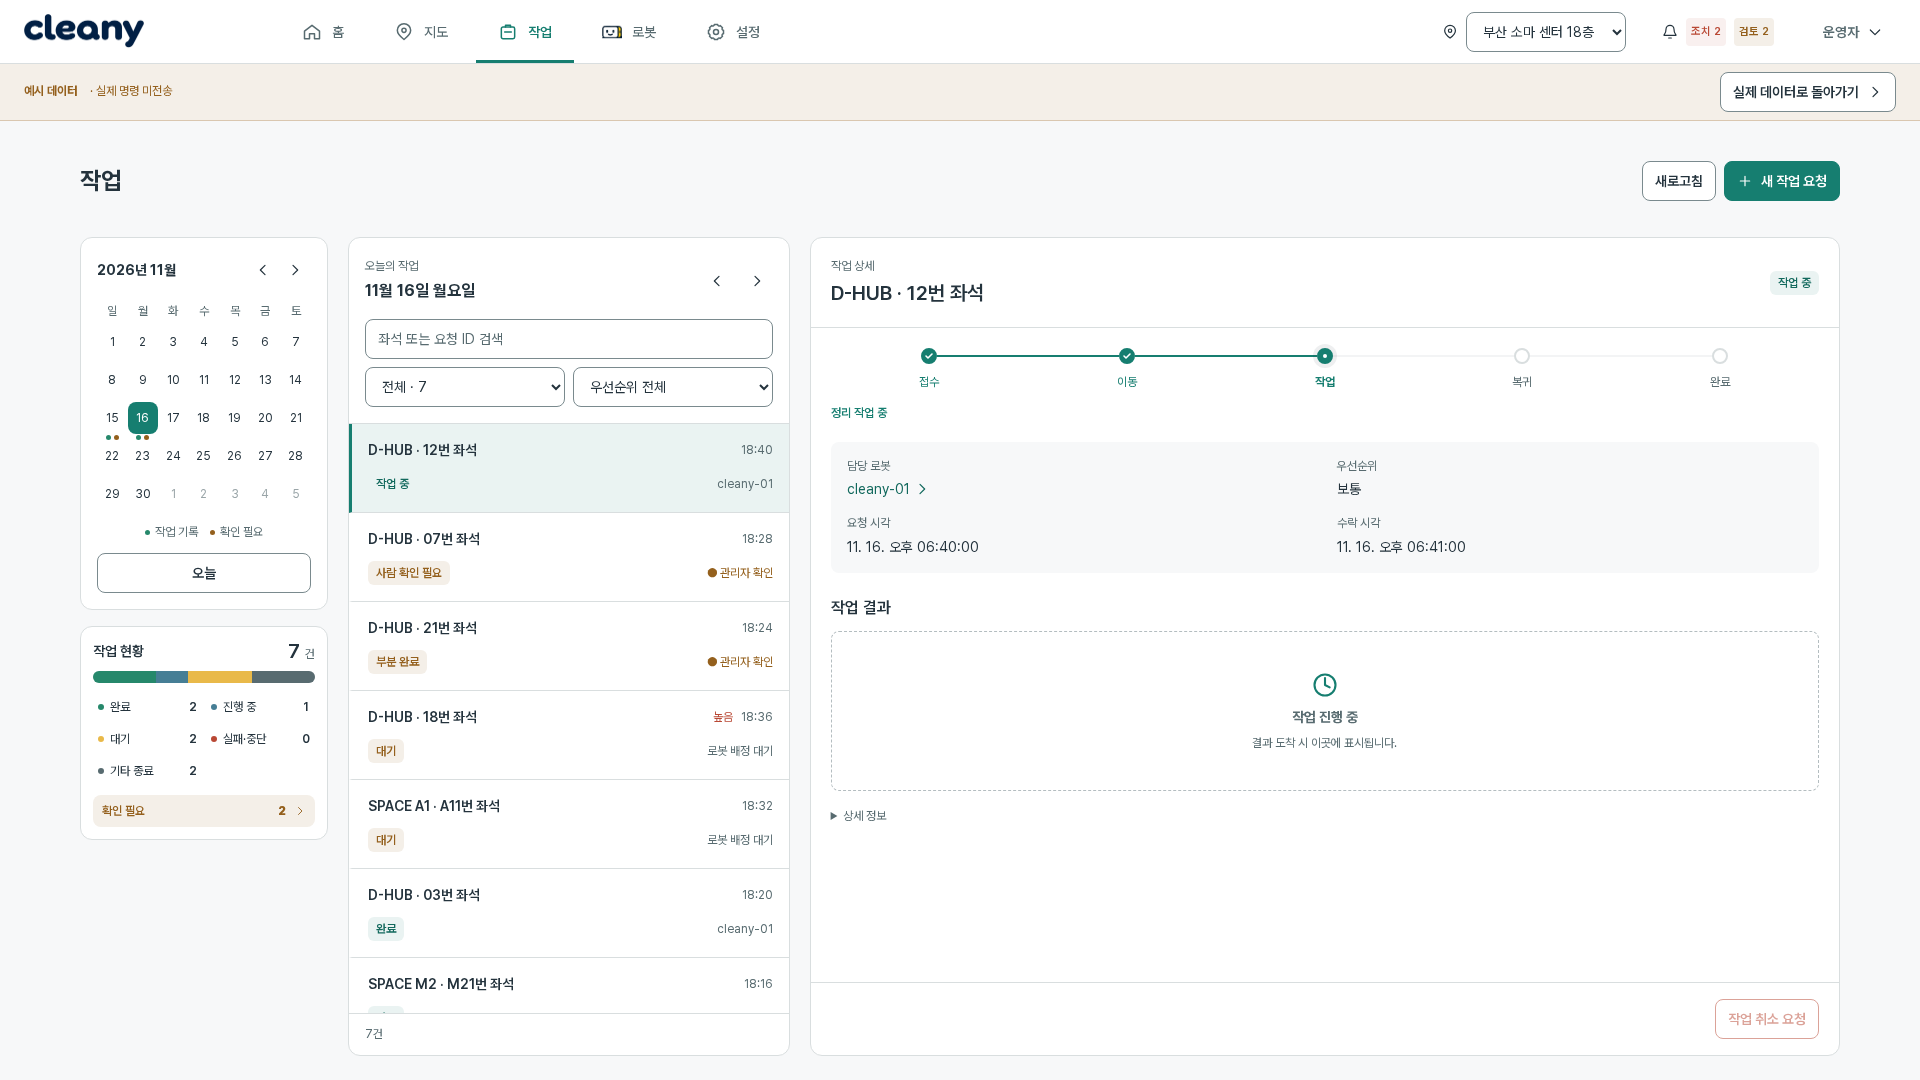 cleany
홈
지도
작업
로봇
설정
부산 소마 센터 18층
조치 2
검토 2
운영자
예시 데이터 · 실제 명령 미전송
실제 데이터로 돌아가기
작업
새로고침
새 작업 요청
2026년 11월
일 월 화 수 목 금 토
1 2 3 4 5 6 7
8 9 10 11 12 13 14
15 16 17 18 19 20 21
22 23 24 25 26 27 28
29 30 1 2 3 4 5
작업 기록 확인 필요
오늘
작업 현황 7 건
완료 2 진행 중 1
대기 2 실패·중단 0
기타 종료 2
확인 필요 2
오늘의 작업
11월 16일 월요일
좌석 또는 요청 ID 검색
전체 · 7
우선순위 전체
D-HUB · 12번 좌석 18:40
작업 중 cleany-01
D-HUB · 07번 좌석 18:28
사람 확인 필요 관리자 확인
D-HUB · 21번 좌석 18:24
부분 완료 관리자 확인
D-HUB · 18번 좌석 높음 18:36
대기 로봇 배정 대기
SPACE A1 · A11번 좌석 18:32
대기 로봇 배정 대기
D-HUB · 03번 좌석 18:20
완료 cleany-01
SPACE M2 · M21번 좌석 18:16
7건
작업 상세
D-HUB · 12번 좌석
작업 중
접수 이동 작업 복귀 완료
정리 작업 중
담당 로봇 우선순위
cleany-01 보통
요청 시각 수락 시각
11. 16. 오후 06:40:00 11. 16. 오후 06:41:00
작업 결과
작업 진행 중
결과 도착 시 이곳에 표시됩니다.
상세 정보
작업 취소 요청